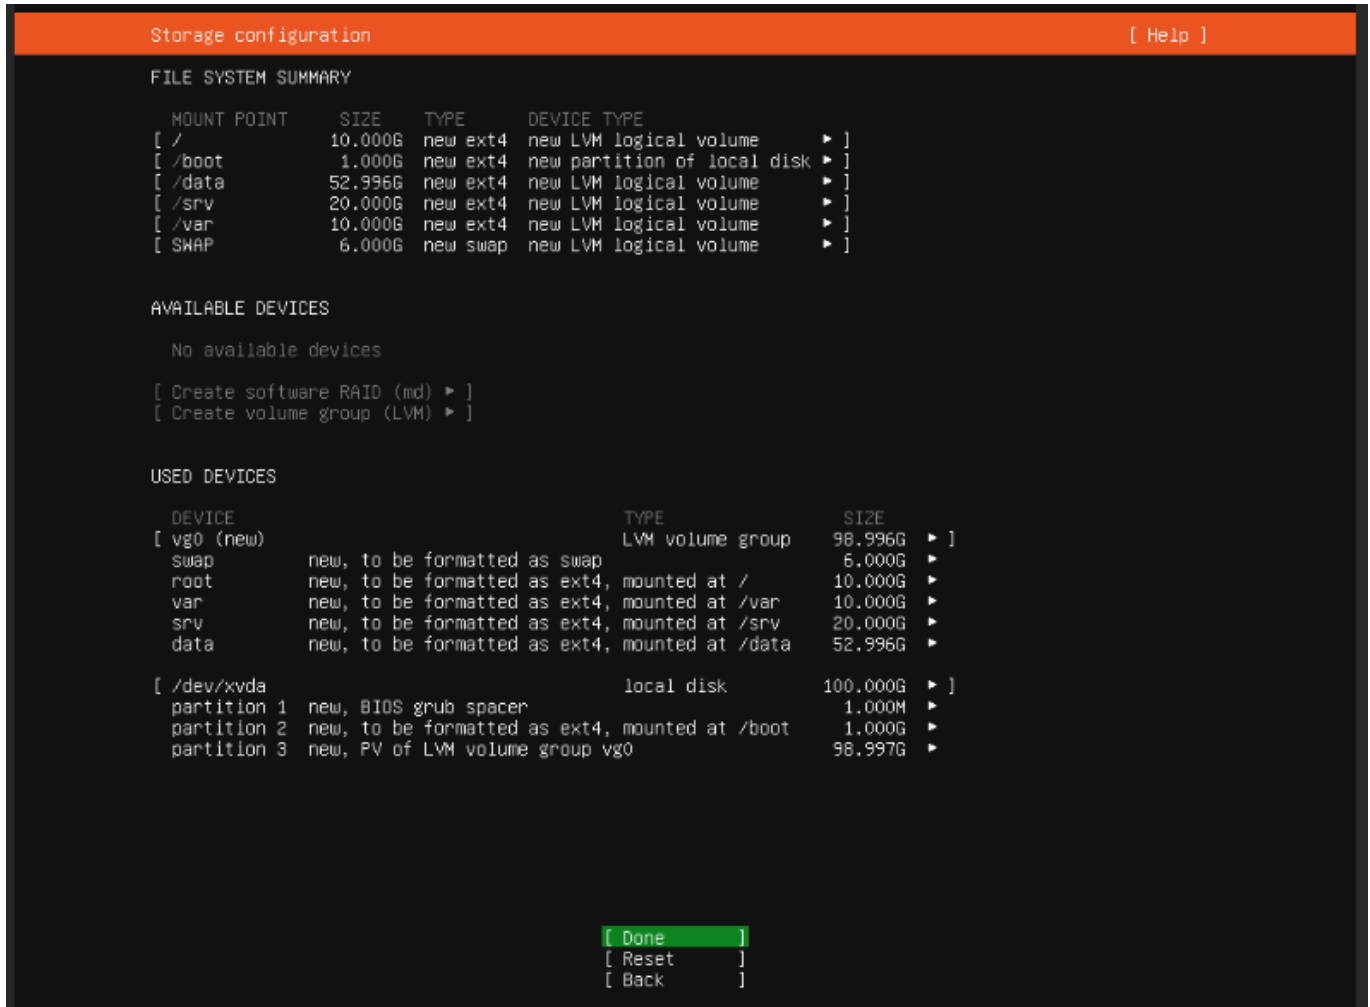 Storage configuration [ Help ]
FILE SYSTEM SUMMARY
MOUNT POINT SIZE TYPE DEVICE TYPE
[ / 10.000G new ext4 new LVM logical volume ▸ ]
[ /boot 1.000G new ext4 new partition of local disk ▸ ]
[ /data 52.996G new ext4 new LVM logical volume ▸ ]
[ /srv 20.000G new ext4 new LVM logical volume ▸ ]
[ /var 10.000G new ext4 new LVM logical volume ▸ ]
[ SWAP 6.000G new swap new LVM logical volume ▸ ]
AVAILABLE DEVICES
No available devices
[ Create software RAID (md) ▸ ]
[ Create volume group (LVM) ▸ ]
USED DEVICES
DEVICE TYPE SIZE
[ vg0 (new) LVM volume group 98.996G ▸ ]
swap new, to be formatted as swap 6.000G ▸
root new, to be formatted as ext4, mounted at / 10.000G ▸
var new, to be formatted as ext4, mounted at /var 10.000G ▸
srv new, to be formatted as ext4, mounted at /srv 20.000G ▸
data new, to be formatted as ext4, mounted at /data 52.996G ▸
[ /dev/xvda local disk 100.000G ▸ ]
partition 1 new, BIOS grub spacer 1.000M ▸
partition 2 new, to be formatted as ext4, mounted at /boot 1.000G ▸
partition 3 new, PV of LVM volume group vg0 98.997G ▸
[ Done ]
[ Reset ]
[ Back ]